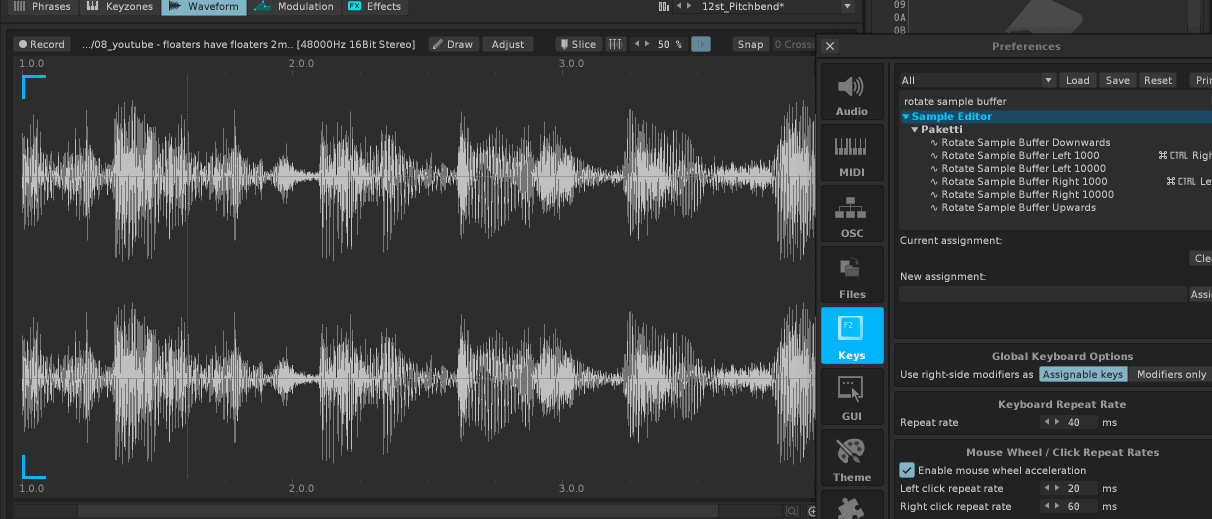 Phrases Keyzones Waveform Modulation FX Effects 12st_Pitchbend*
09
0A
0B
Record .../08_youtube - floaters have floaters 2m.. [48000Hz 16Bit Stereo] Draw Adjust Slice 50 % Snap 0 Cross
1.0.0 2.0.0 3.0.0
1.0.0 2.0.0 3.0.0
Preferences
Audio
MIDI
OSC
Files
F2
Keys
GUI
Theme
All Load Save Reset Prin
rotate sample buffer
Sample Editor
Paketti
Rotate Sample Buffer Downwards
Rotate Sample Buffer Left 1000 ⌘ CTRL Righ
Rotate Sample Buffer Left 10000
Rotate Sample Buffer Right 1000 ⌘ CTRL Le
Rotate Sample Buffer Right 10000
Rotate Sample Buffer Upwards
Current assignment:
Clea
New assignment:
Assi
Global Keyboard Options
Use right-side modifiers as Assignable keys Modifiers only
Keyboard Repeat Rate
Repeat rate 40 ms
Mouse Wheel / Click Repeat Rates
Enable mouse wheel acceleration
Left click repeat rate 20 ms
Right click repeat rate 60 ms